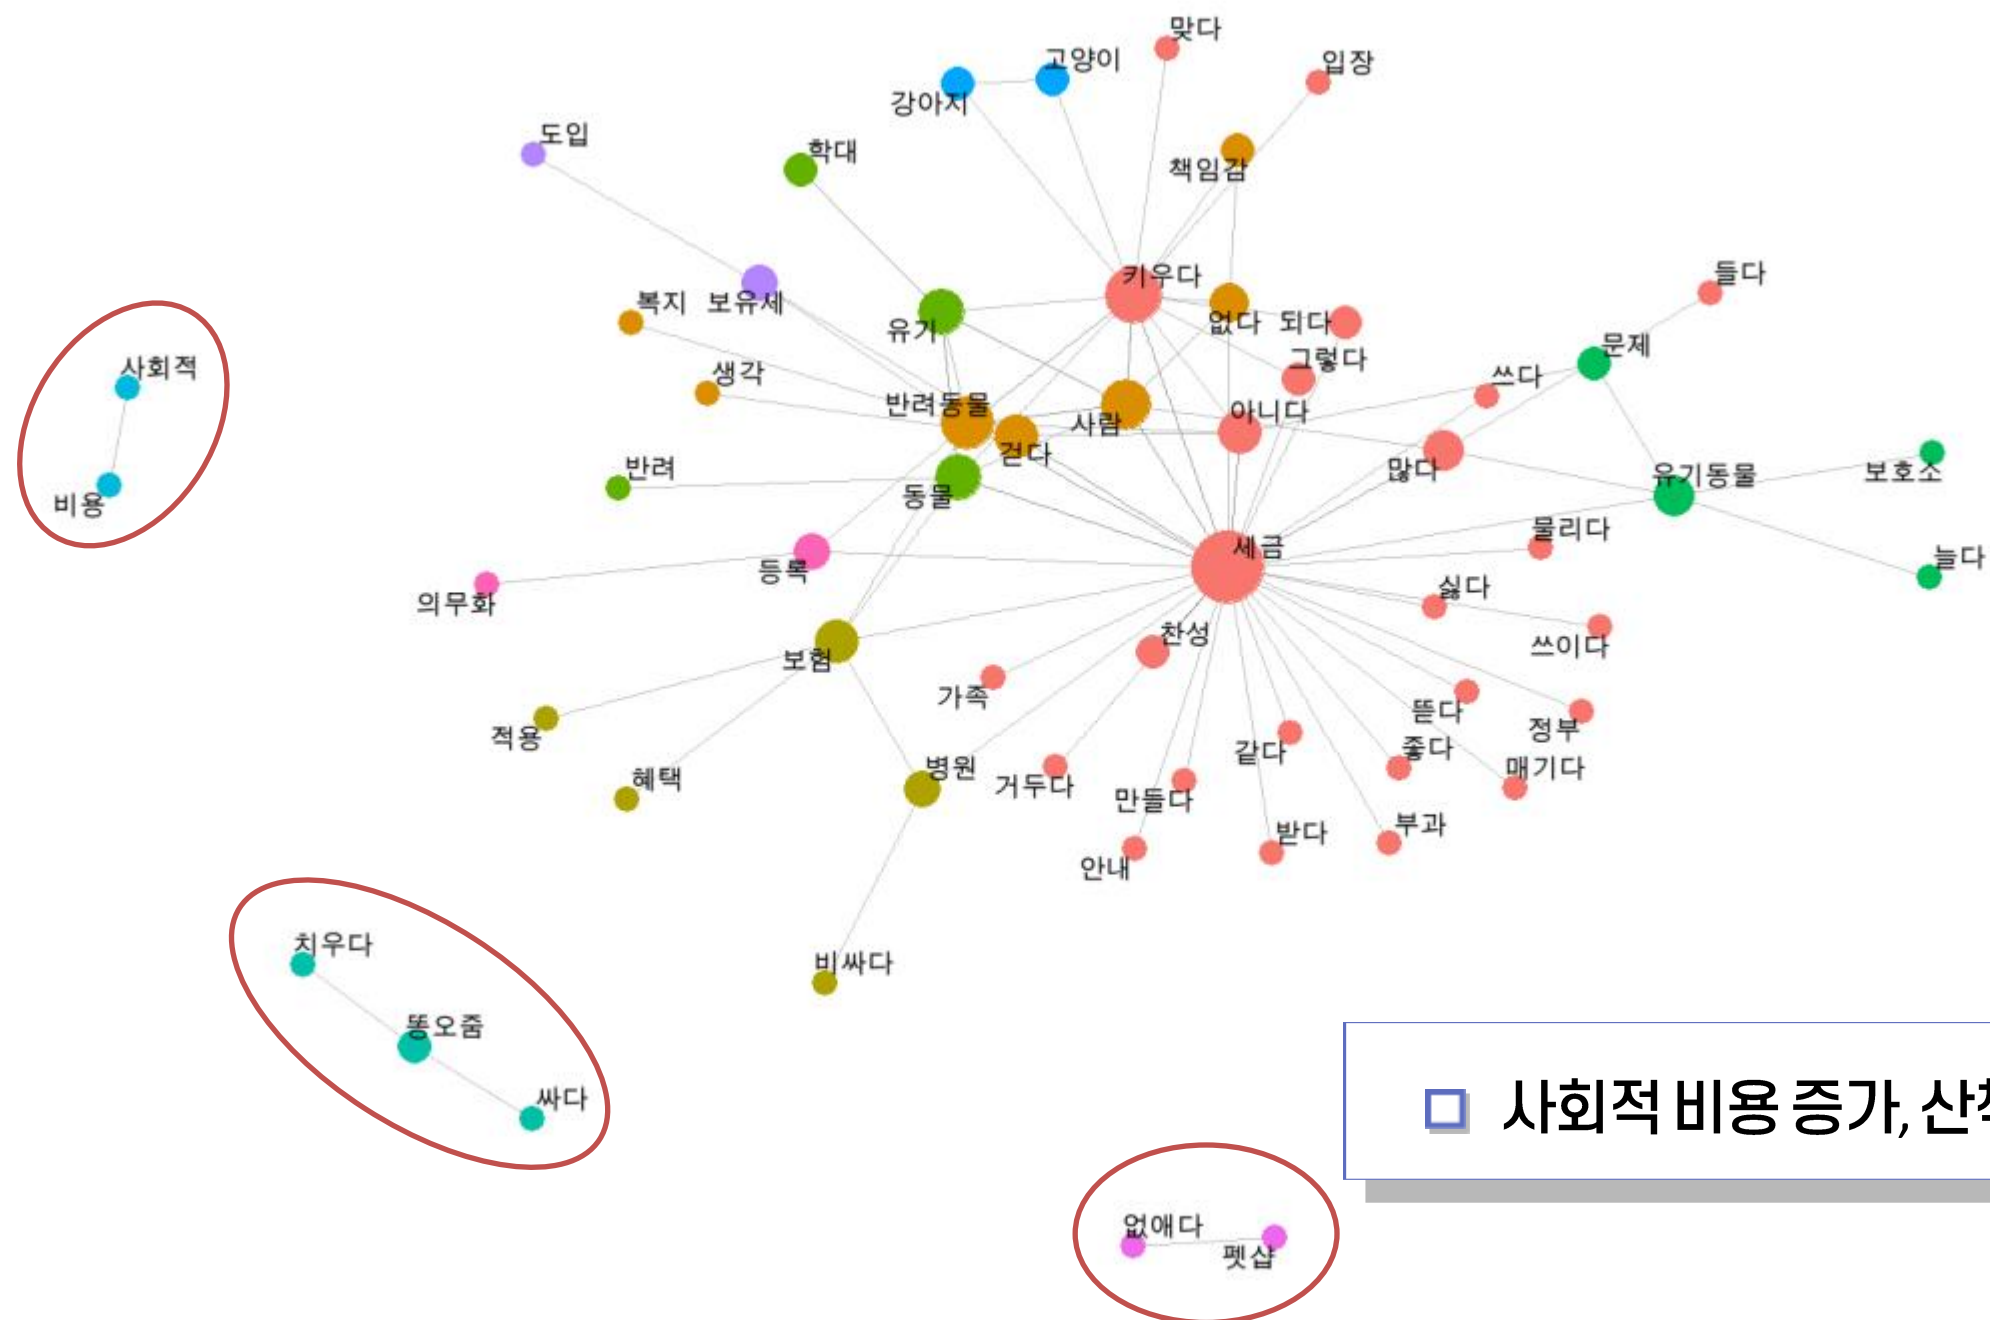 맞다
고양이
입장
강아지
도입
학대
책임감
들다
키우다
복지
보유세
유기
없다
되다
문제
사회적
그렇다
생각
쓰다
반려동물
아니다
사람
걷다
반려
많다
보호소
유기동물
동물
비용
물리다
세금
늘다
등록
싫다
의무화
찬성
쓰이다
보험
가족
뜯다
정부
적용
같다
좋다
병원
매기다
혜택
거두다
만들다
부과
받다
안내
치우다
비싸다
똥오줌
싸다
사회적 비용 증가, 산책
없애다
펫샵